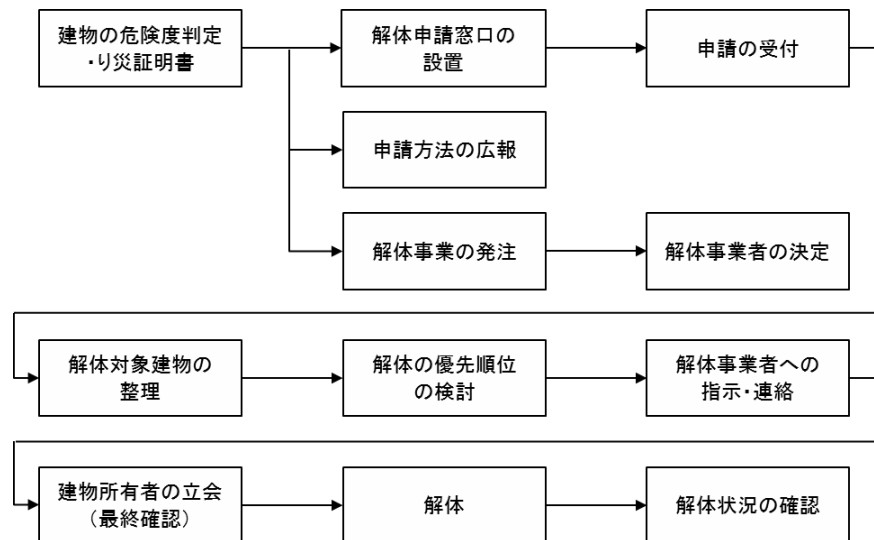 建物の危険度判定
・り災証明書
解体申請窓口の
設置
申請の受付
申請方法の広報
解体事業の発注
解体事業者の決定
解体対象建物の
整理
解体の優先順位
の検討
解体事業者への
指示・連絡
建物所有者の立会
（最終確認）
解体
解体状況の確認